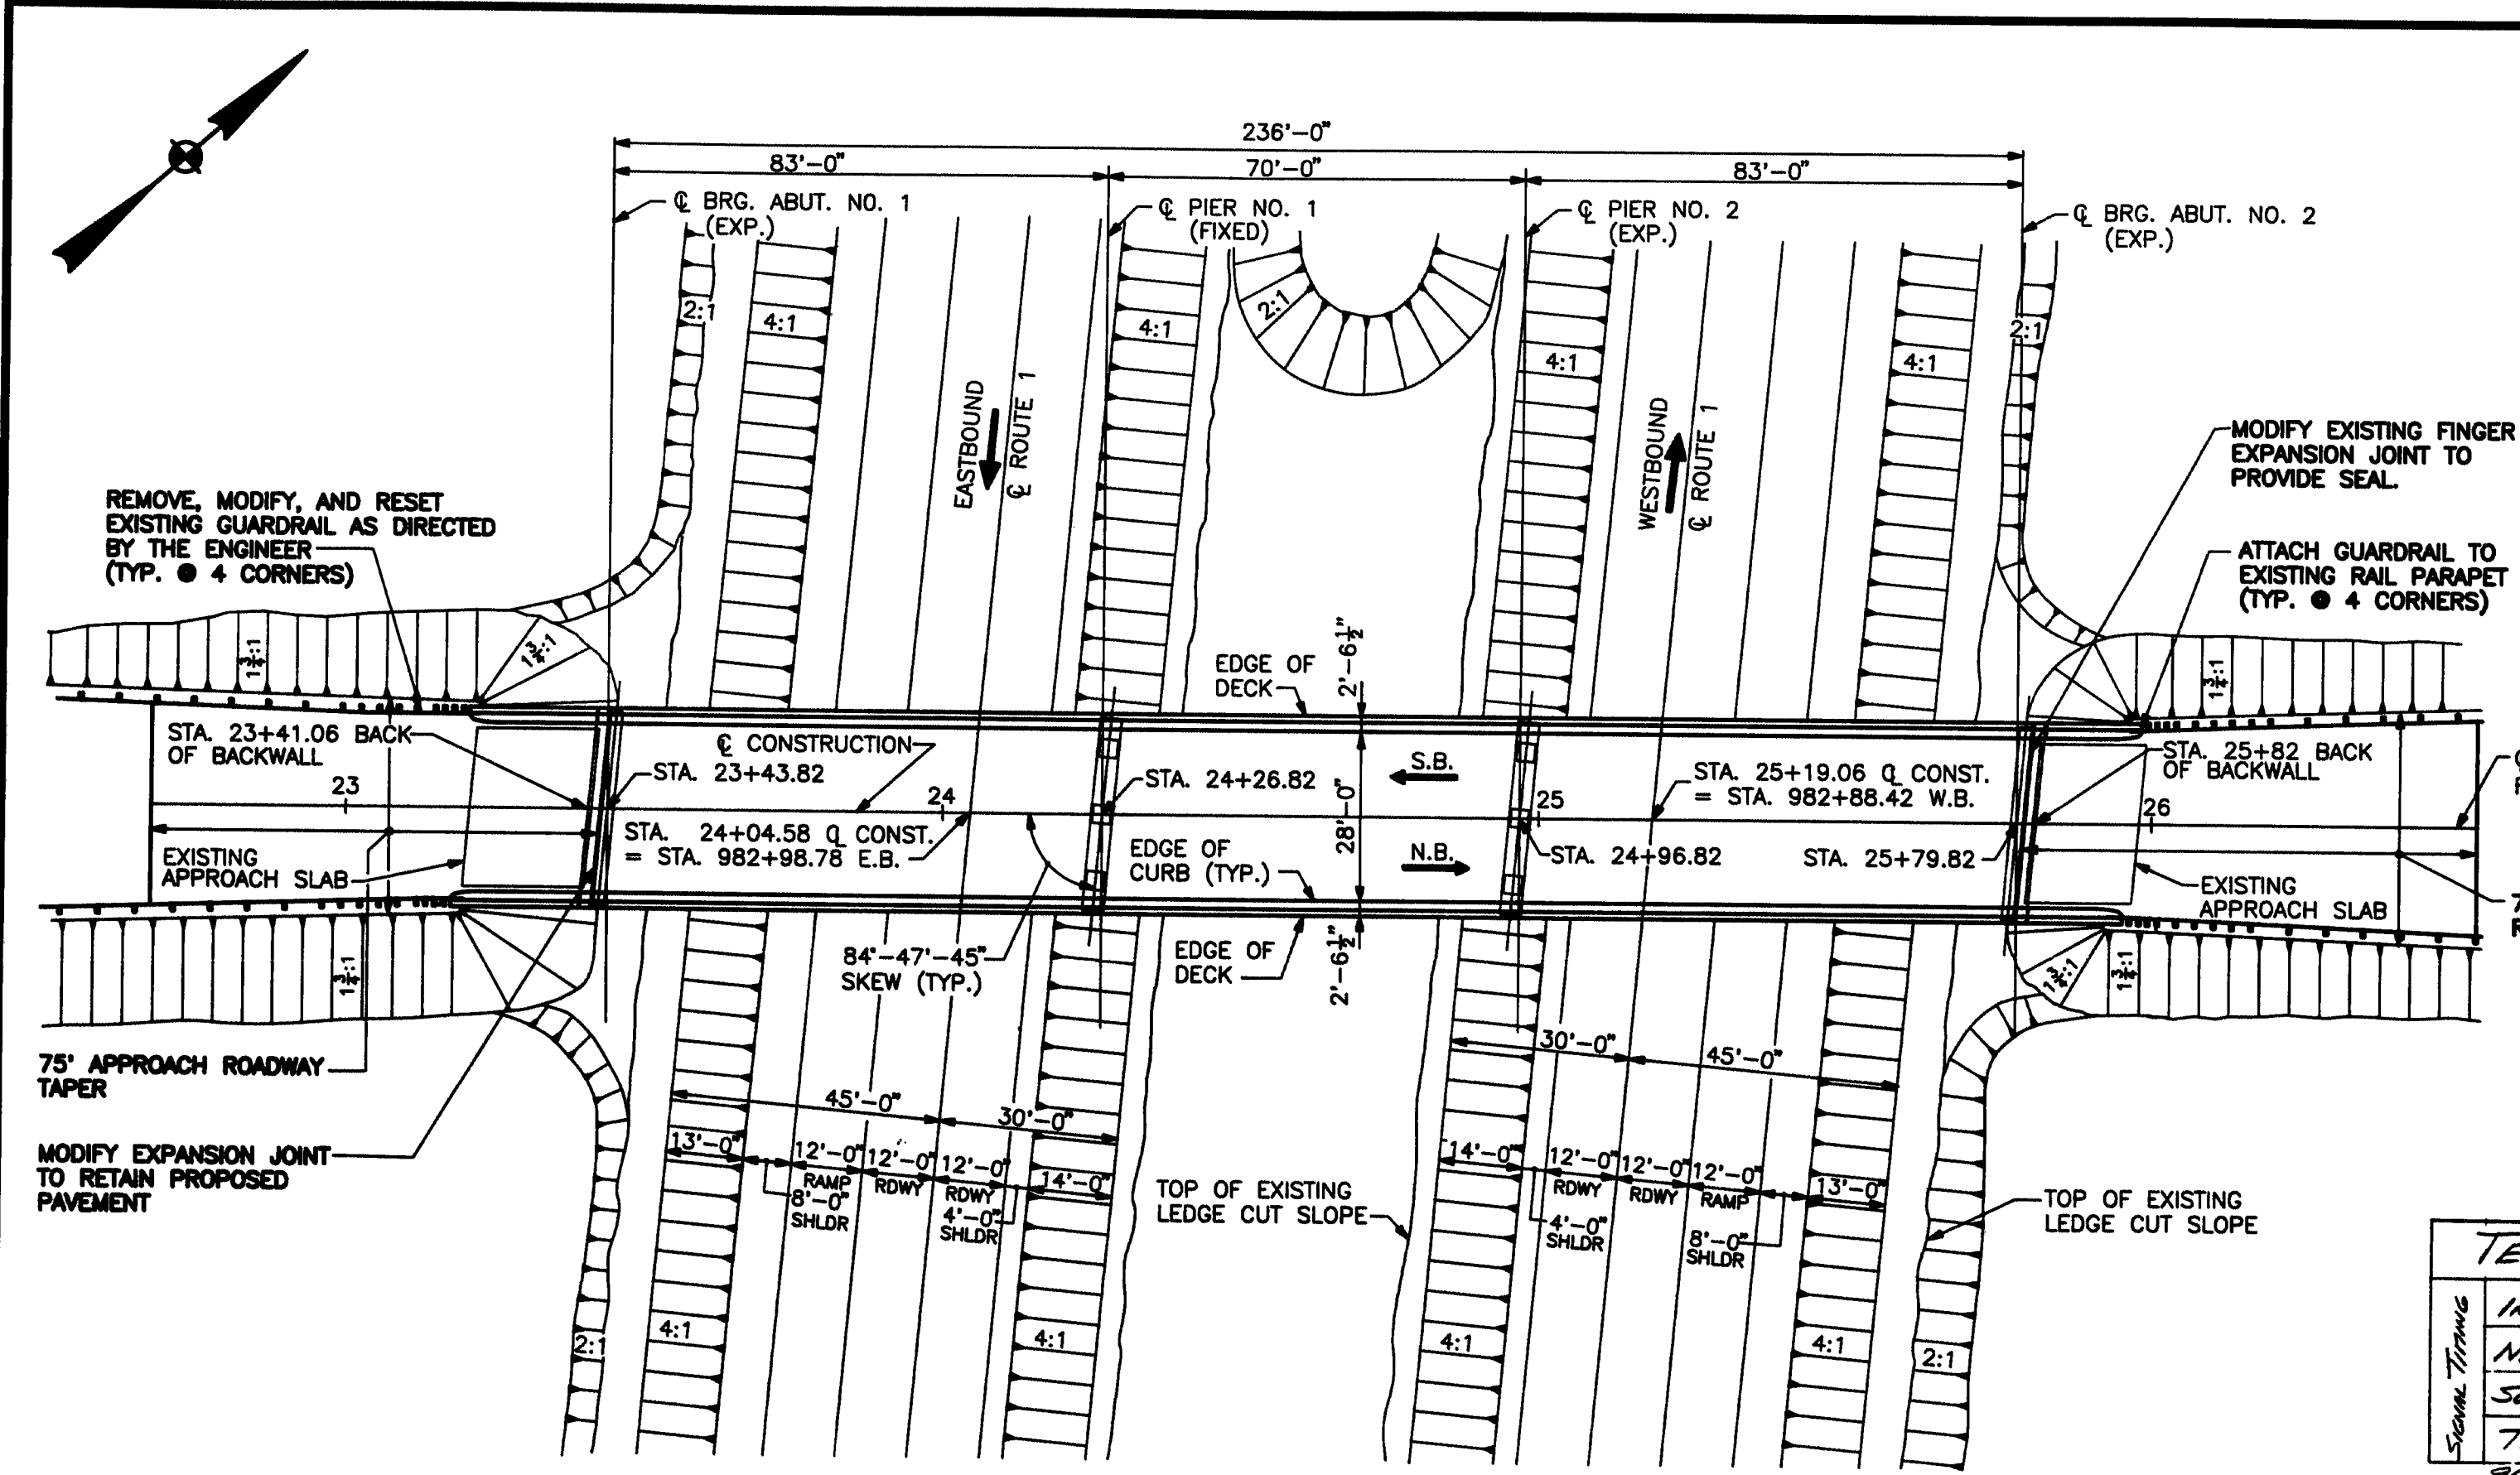 236'-0"
83'-0"
70'-0"
83'-0"
℄ BRG. ABUT. NO. 1
(EXP.)
℄ PIER NO. 1
(FIXED)
℄ PIER NO. 2
(EXP.)
℄ BRG. ABUT. NO. 2
(EXP.)
2:1
4:1
4:1
2:1
4:1
4:1
2:1
EASTBOUND
℄ ROUTE 1
WESTBOUND
℄ ROUTE 1
MODIFY EXISTING FINGER
EXPANSION JOINT TO
PROVIDE SEAL.
REMOVE, MODIFY, AND RESET
EXISTING GUARDRAIL AS DIRECTED
BY THE ENGINEER
(TYP. @ 4 CORNERS)
ATTACH GUARDRAIL TO
EXISTING RAIL PARAPET
(TYP. @ 4 CORNERS)
1¾:1
1¾:1
EDGE OF
DECK
2'-6½"
1¾:1
STA. 23+41.06 BACK
OF BACKWALL
℄ CONSTRUCTION
STA. 23+43.82
STA. 24+26.82
S.B.
28'-0"
STA. 25+19.06 ℄ CONST.
= STA. 982+88.42 W.B.
STA. 25+82 BACK
OF BACKWALL
23
24
25
26
STA. 24+04.58 ℄ CONST.
= STA. 982+98.78 E.B.
EDGE OF
CURB (TYP.)
N.B.
STA. 24+96.82
STA. 25+79.82
EXISTING
APPROACH SLAB
EXISTING
APPROACH SLAB
84'-47'-45"
SKEW (TYP.)
EDGE OF
DECK
2'-6½"
1¾:1
1¾:1
1¾:1
75' APPROACH ROADWAY
TAPER
45'-0"
30'-0"
30'-0"
45'-0"
MODIFY EXPANSION JOINT
TO RETAIN PROPOSED
PAVEMENT
13'-0"
12'-0"
RAMP
12'-0"
RDWY
12'-0"
RDWY
14'-0"
8'-0"
SHLDR
4'-0"
SHLDR
TOP OF EXISTING
LEDGE CUT SLOPE
14'-0"
12'-0"
RDWY
12'-0"
RDWY
12'-0"
RAMP
13'-0"
4'-0"
SHLDR
8'-0"
SHLDR
TOP OF EXISTING
LEDGE CUT SLOPE
2:1
4:1
4:1
4:1
4:1
2:1
SIGNAL TIMING